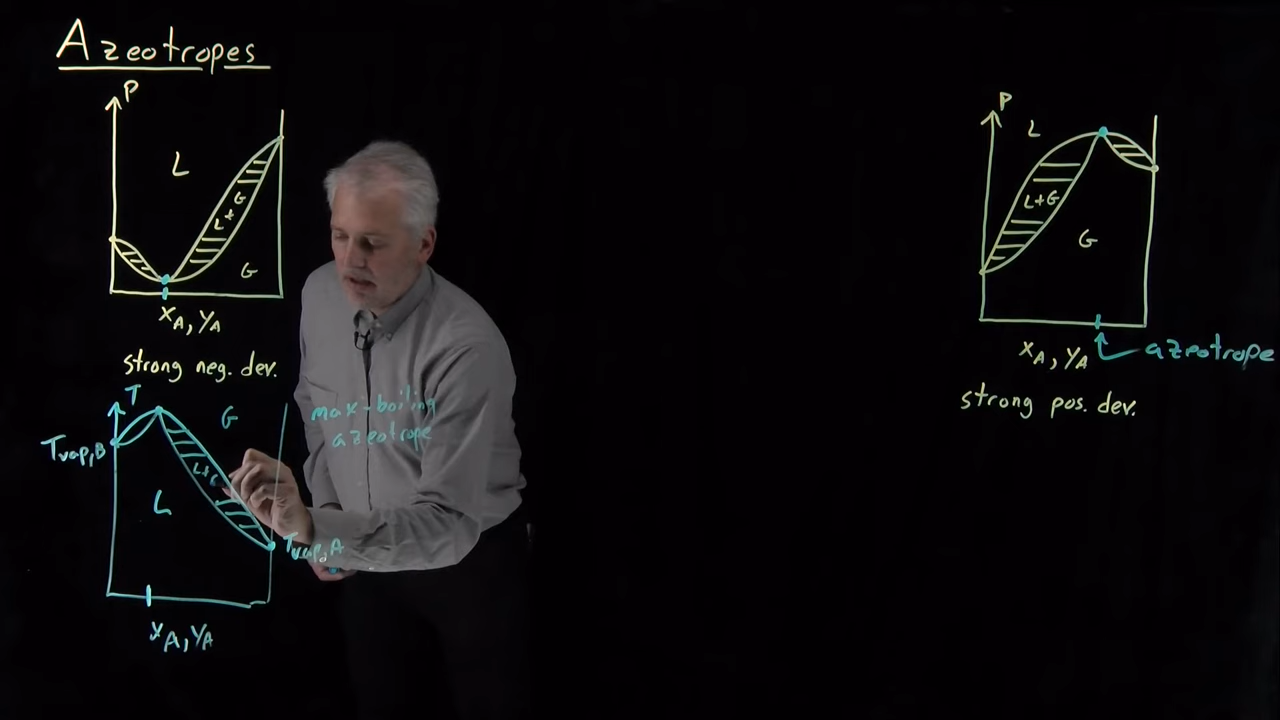 Azeotropes
P
L
L+G
G
xA, yA
strong neg. dev.
T
G
max-boiling
azeotrope
Tvap,B
L
Tvap,A
xA, yA
P
L
L+G
G
xA, yA
azeotrope
strong pos. dev.